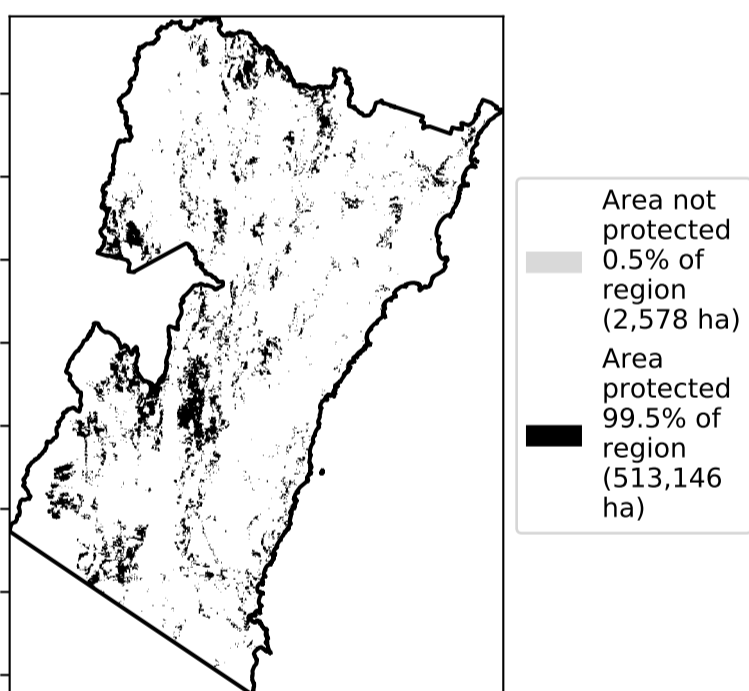 Area not
protected
0.5% of
region
(2,578 ha)
Area
protected
99.5% of
region
(513,146
ha)